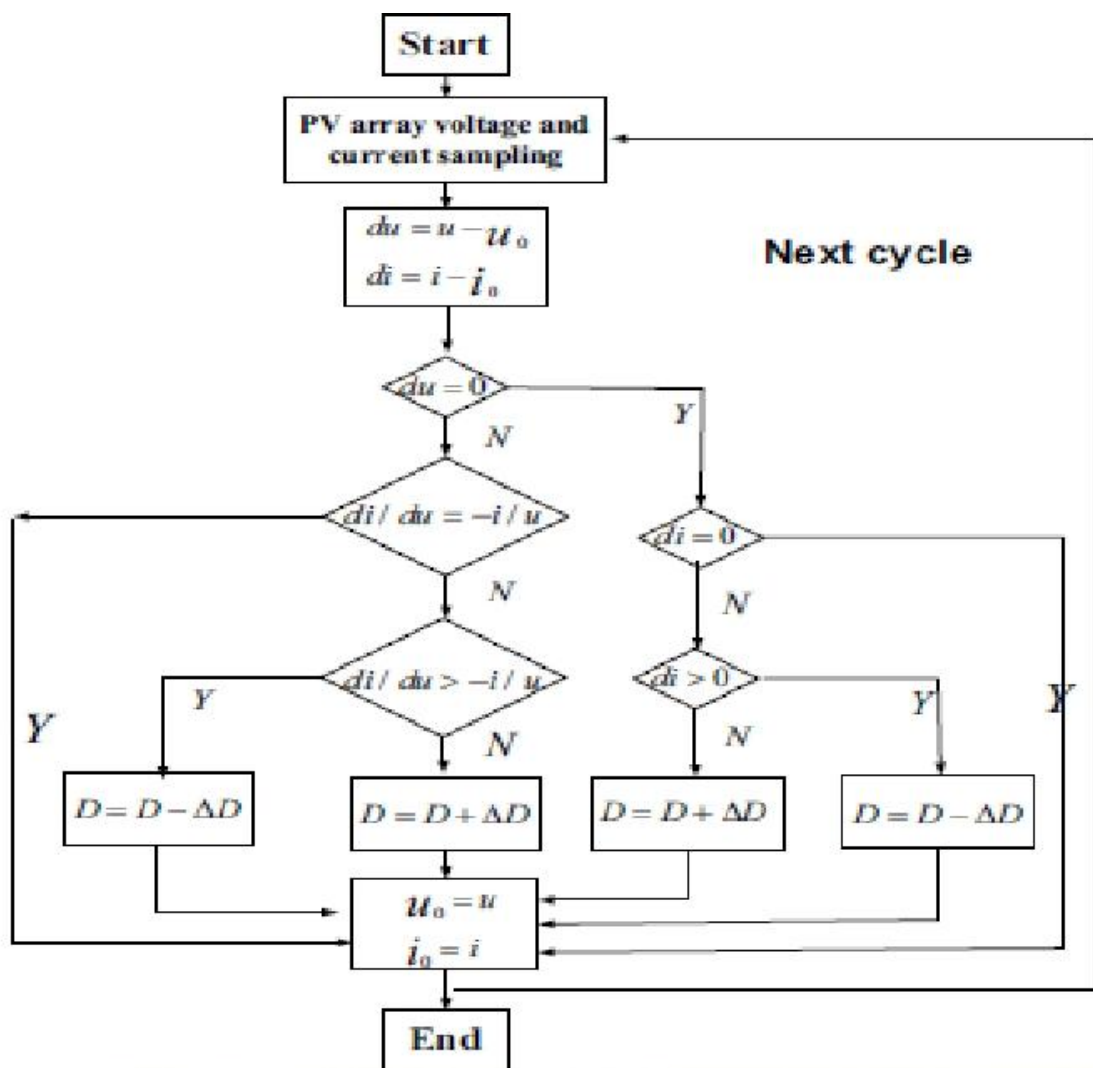 Start
PV array voltage and
current sampling
du = u − u₀
di = i − i₀
Next cycle
du = 0
Y
N
di / du = −i / u
di = 0
N
N
di / du > −i / u
di > 0
Y
Y
Y
Y
N
N
D = D − ΔD
D = D + ΔD
D = D + ΔD
D = D − ΔD
u₀ = u
i₀ = i
End